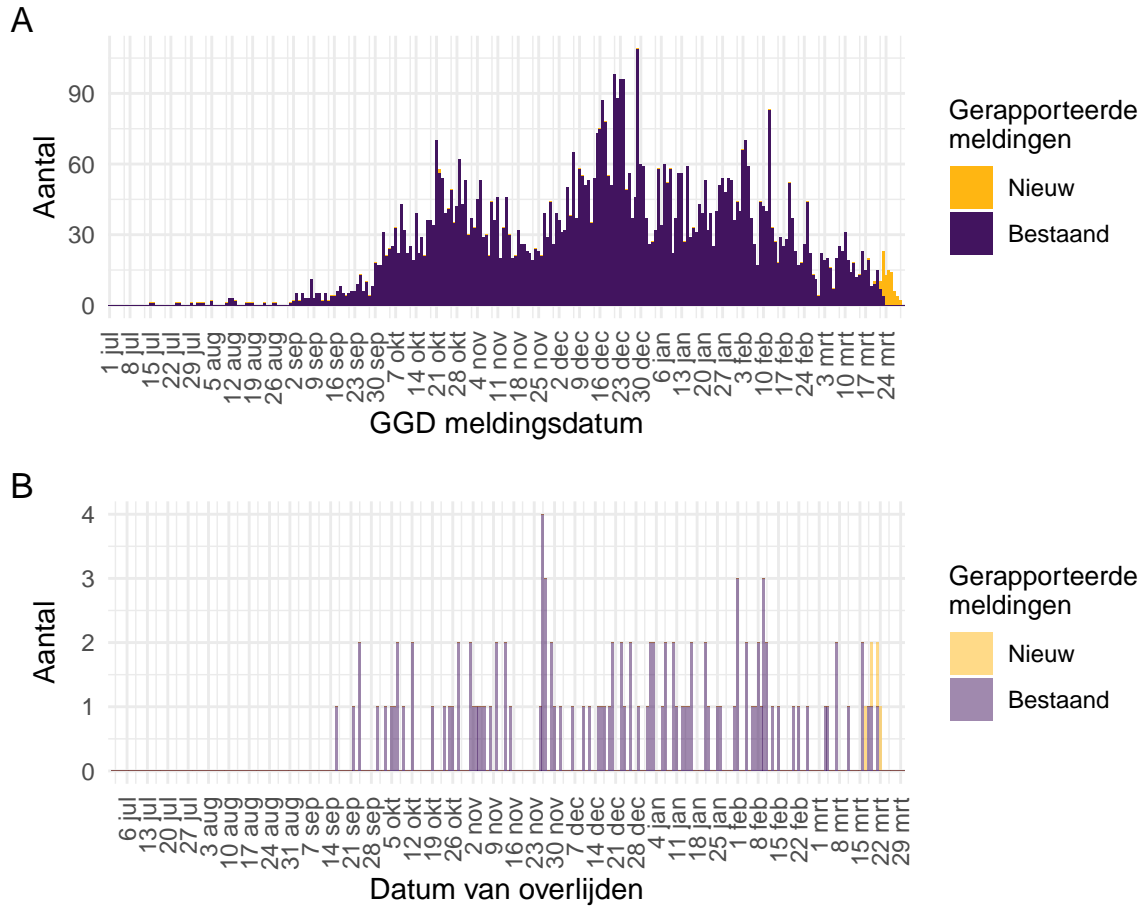 A
90
60
30
0
Aantal
1 jul
8 jul
15 jul
22 jul
29 jul
5 aug
12 aug
19 aug
26 aug
2 sep
9 sep
16 sep
23 sep
30 sep
7 okt
14 okt
21 okt
28 okt
4 nov
11 nov
18 nov
25 nov
2 dec
9 dec
16 dec
23 dec
30 dec
6 jan
13 jan
20 jan
27 jan
3 feb
10 feb
17 feb
24 feb
3 mrt
10 mrt
17 mrt
24 mrt
GGD meldingsdatum
Gerapporteerde
meldingen
Nieuw
Bestaand
B
4
3
2
1
0
Aantal
6 jul
13 jul
20 jul
27 jul
3 aug
10 aug
17 aug
24 aug
31 aug
7 sep
14 sep
21 sep
28 sep
5 okt
12 okt
19 okt
26 okt
2 nov
9 nov
16 nov
23 nov
30 nov
7 dec
14 dec
21 dec
28 dec
4 jan
11 jan
18 jan
25 jan
1 feb
8 feb
15 feb
22 feb
1 mrt
8 mrt
15 mrt
22 mrt
29 mrt
Datum van overlijden
Gerapporteerde
meldingen
Nieuw
Bestaand